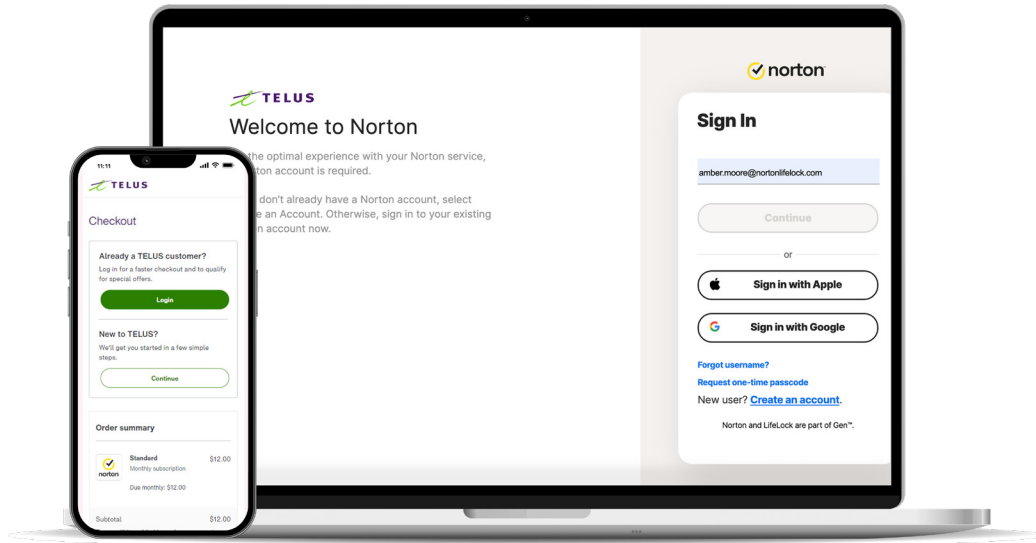 TELUS
Welcome to Norton
the optimal experience with your Norton service,
account is required.
don't already have a Norton account, select
an Account. Otherwise, sign in to your existing
account now.
norton
Sign In
amber.moore@nortonlifelock.com
Continue
or
Sign in with Apple
Sign in with Google
Forgot username?
Request one-time passcode
New user? Create an account.
Norton and LifeLock are part of Gen™.
11:11
TELUS
Checkout
Already a TELUS customer?
Log in for a faster checkout and to qualify
for special offers.
Login
New to TELUS?
We'll get you started in a few simple
steps.
Continue
Order summary
norton
Standard $12.00
Monthly subscription
Due monthly: $12.00
Subtotal $12.00